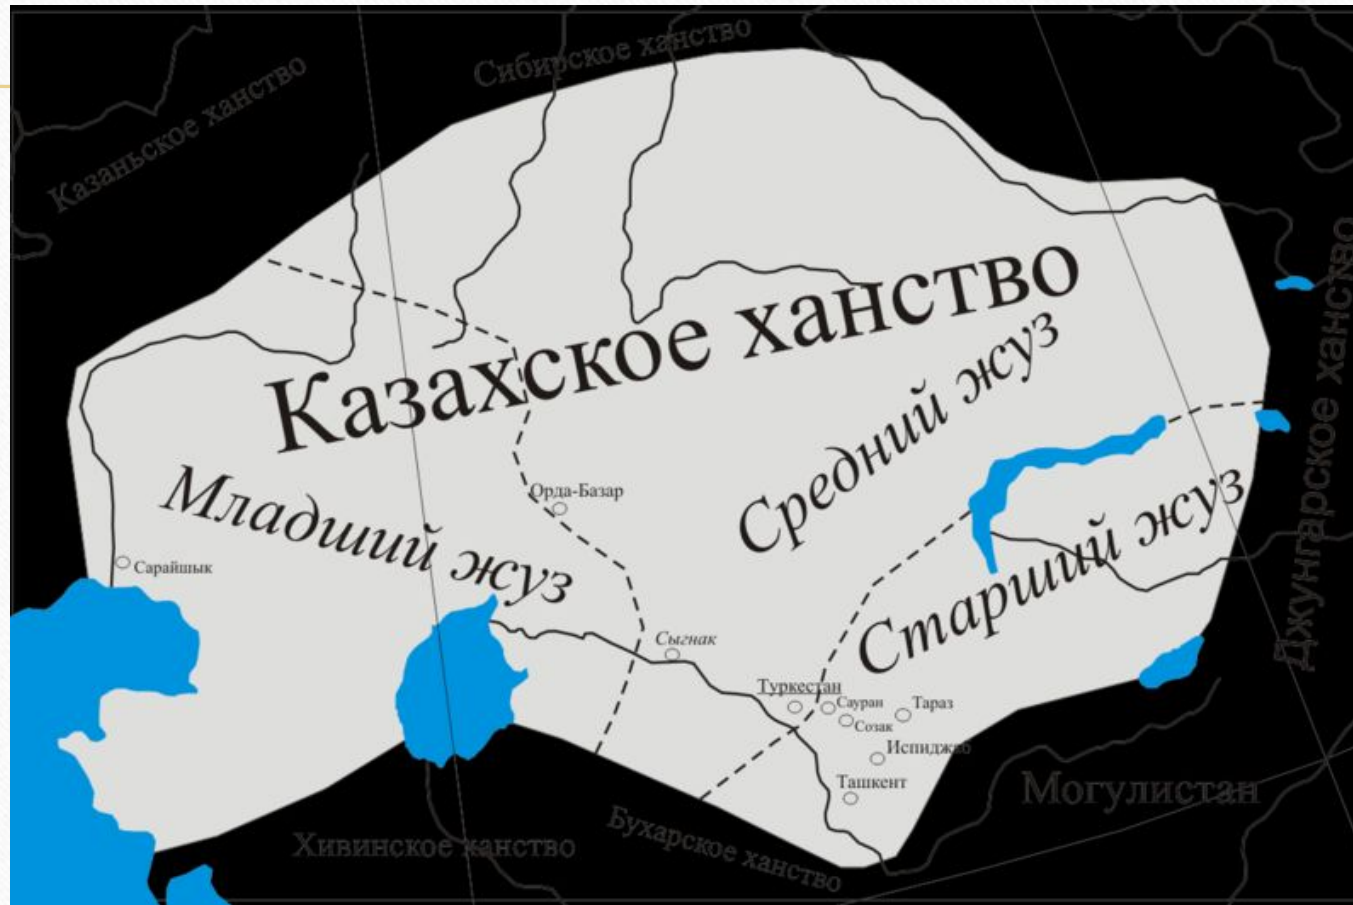 Сибирское ханство
Казаньское ханство
Казахское ханство
Джунгарское ханство
Средний жуз
Младший жуз
Старший жуз
Орда-Базар
Сарайшык
Сыгнак
Туркестан
Сауран
Тараз
Созак
Испиджаб
Ташкент
Могулистан
Хивинское ханство
Бухарское ханство